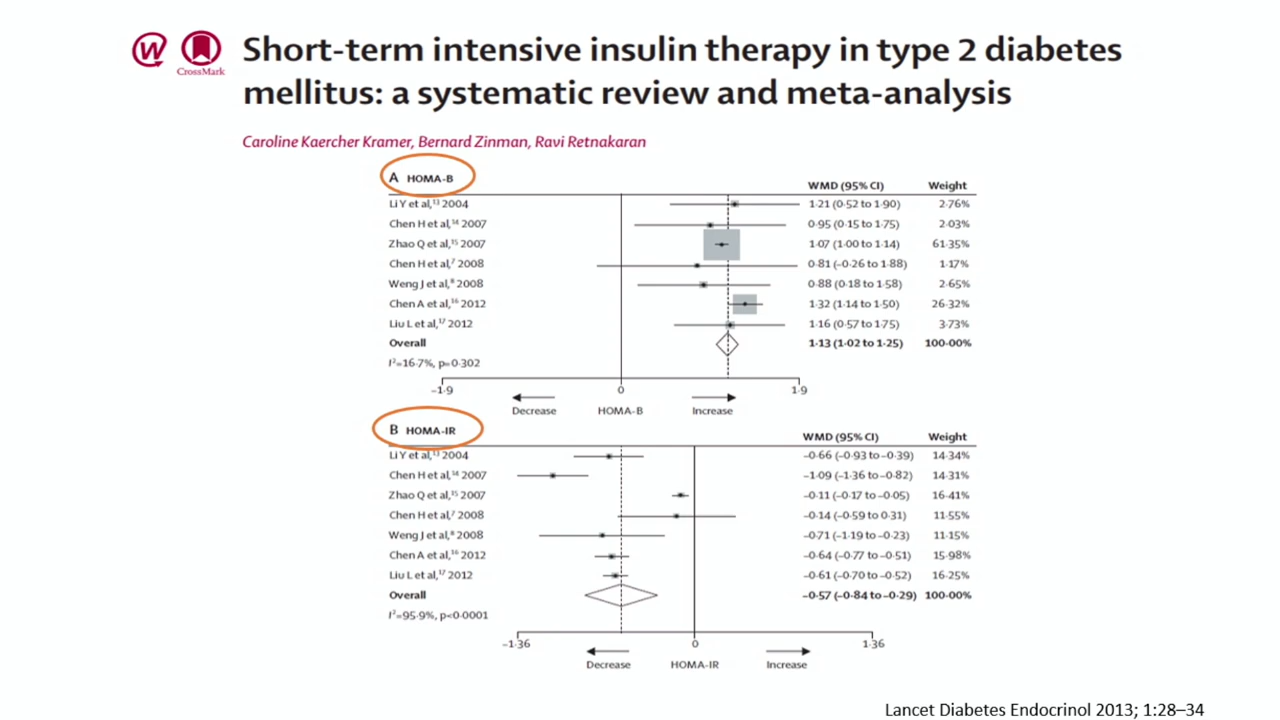 W
CrossMark
Short-term intensive insulin therapy in type 2 diabetes
mellitus: a systematic review and meta-analysis
Caroline Kaercher Kramer, Bernard Zinman, Ravi Retnakaran
A HOMA-B
WMD (95% CI) Weight
Li Y et al,¹³ 2004 1·21 (0·52 to 1·90) 2·76%
Chen H et al,¹⁴ 2007 0·95 (0·15 to 1·75) 2·03%
Zhao Q et al,¹⁵ 2007 1·07 (1·00 to 1·14) 61·35%
Chen H et al,⁷ 2008 0·81 (–0·26 to 1·88) 1·17%
Weng J et al,⁸ 2008 0·88 (0·18 to 1·58) 2·65%
Chen A et al,¹⁶ 2012 1·32 (1·14 to 1·50) 26·32%
Liu L et al,¹⁷ 2012 1·16 (0·57 to 1·75) 3·73%
Overall 1·13 (1·02 to 1·25) 100·00%
I²=16·7%, p=0·302
–1·9 0 1·9
Decrease HOMA-B Increase
B HOMA-IR
WMD (95% CI) Weight
Li Y et al,¹³ 2004 –0·66 (–0·93 to –0·39) 14·34%
Chen H et al,¹⁴ 2007 –1·09 (–1·36 to –0·82) 14·31%
Zhao Q et al,¹⁵ 2007 –0·11 (–0·17 to –0·05) 16·41%
Chen H et al,⁷ 2008 –0·14 (–0·59 to 0·31) 11·55%
Weng J et al,⁸ 2008 –0·71 (–1·19 to –0·23) 11·15%
Chen A et al,¹⁶ 2012 –0·64 (–0·77 to –0·51) 15·98%
Liu L et al,¹⁷ 2012 –0·61 (–0·70 to –0·52) 16·25%
Overall –0·57 (–0·84 to –0·29) 100·00%
I²=95·9%, p<0·0001
–1·36 0 1·36
Decrease HOMA-IR Increase
Lancet Diabetes Endocrinol 2013; 1:28–34